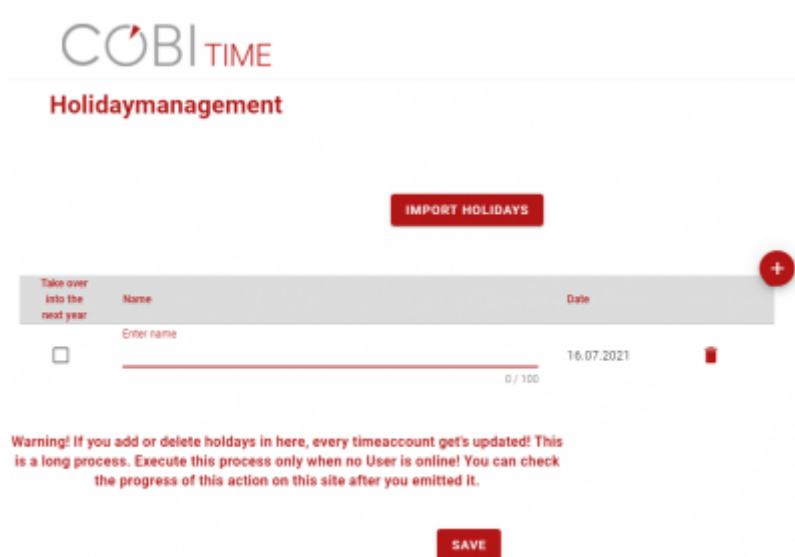 COBI TIME
Holidaymanagement
IMPORT HOLIDAYS
+
Take over
into the
next year
Name
Date
Enter name
16.07.2021
0 / 100
Warning! If you add or delete holdays in here, every timeaccount get's updated! This
is a long process. Execute this process only when no User is online! You can check
the progress of this action on this site after you emitted it.
SAVE